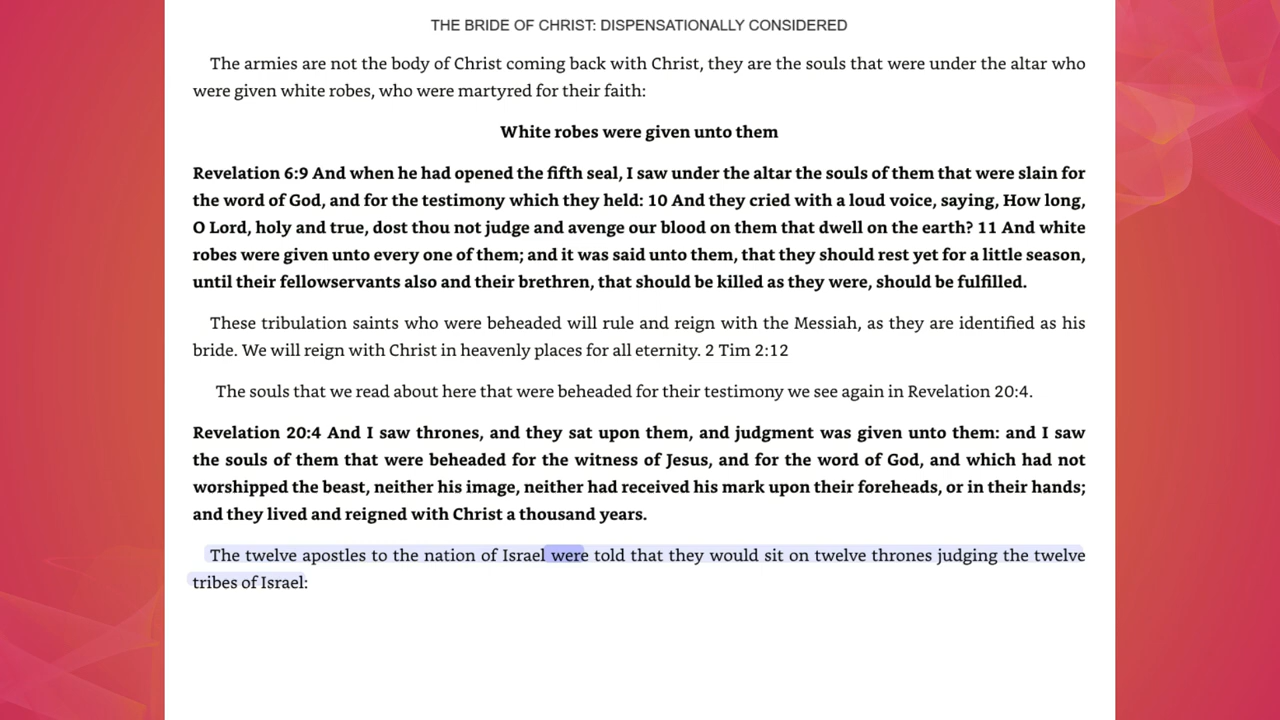 THE BRIDE OF CHRIST: DISPENSATIONALLY CONSIDERED
The armies are not the body of Christ coming back with Christ, they are the souls that were under the altar who
were given white robes, who were martyred for their faith:
White robes were given unto them
Revelation 6:9 And when he had opened the fifth seal, I saw under the altar the souls of them that were slain for
the word of God, and for the testimony which they held: 10 And they cried with a loud voice, saying, How long,
O Lord, holy and true, dost thou not judge and avenge our blood on them that dwell on the earth? 11 And white
robes were given unto every one of them; and it was said unto them, that they should rest yet for a little season,
until their fellowservants also and their brethren, that should be killed as they were, should be fulfilled.
These tribulation saints who were beheaded will rule and reign with the Messiah, as they are identified as his
bride. We will reign with Christ in heavenly places for all eternity. 2 Tim 2:12
The souls that we read about here that were beheaded for their testimony we see again in Revelation 20:4.
Revelation 20:4 And I saw thrones, and they sat upon them, and judgment was given unto them: and I saw
the souls of them that were beheaded for the witness of Jesus, and for the word of God, and which had not
worshipped the beast, neither his image, neither had received his mark upon their foreheads, or in their hands;
and they lived and reigned with Christ a thousand years.
The twelve apostles to the nation of Israel were told that they would sit on twelve thrones judging the twelve
tribes of Israel: